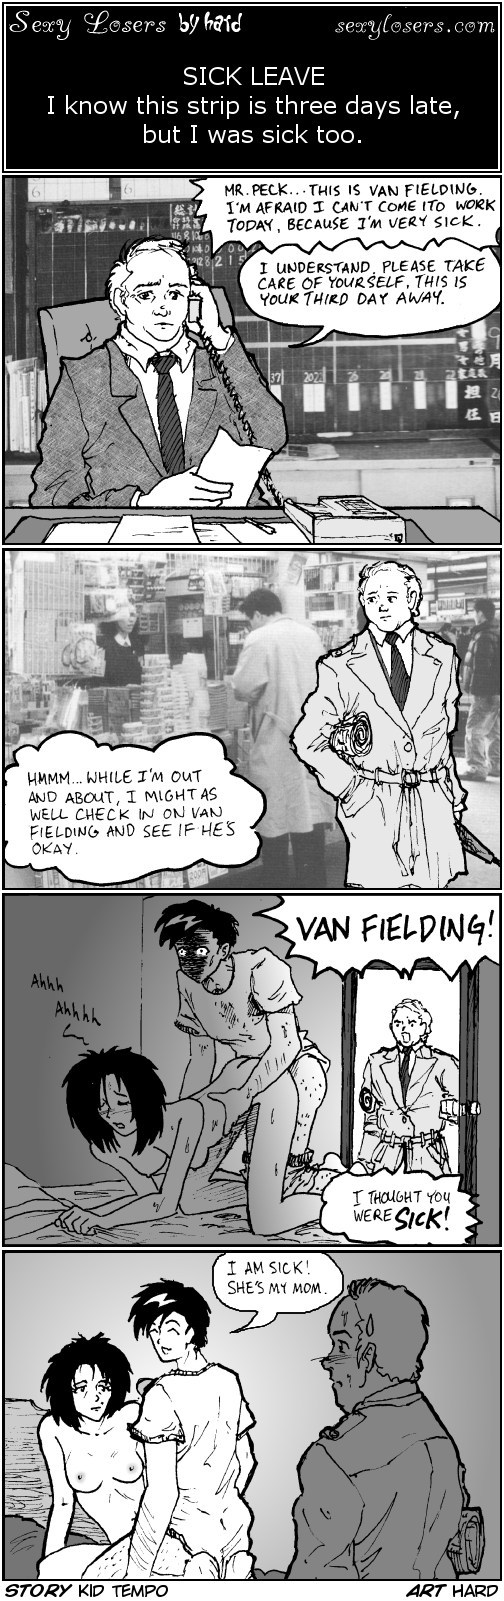 Sexy Losers by hard
sexylosers.com
SICK LEAVE
I know this strip is three days late,
but I was sick too.
MR. PECK...THIS IS VAN FIELDING.
I'M AFRAID I CAN'T COME ITO WORK
TODAY, BECAUSE I'M VERY SICK.
I UNDERSTAND. PLEASE TAKE
CARE OF YOURSELF, THIS IS
YOUR THIRD DAY AWAY.
担
任
日
HMMM...WHILE I'M OUT
AND ABOUT, I MIGHT AS
WELL CHECK IN ON VAN
FIELDING AND SEE IF HE'S
OKAY.
VAN FIELDING!
Ahhh
Ahhhh
I THOUGHT YOU
WERE SICK!
I AM SICK!
SHE'S MY MOM.
STORY KID TEMPO
ART HARD